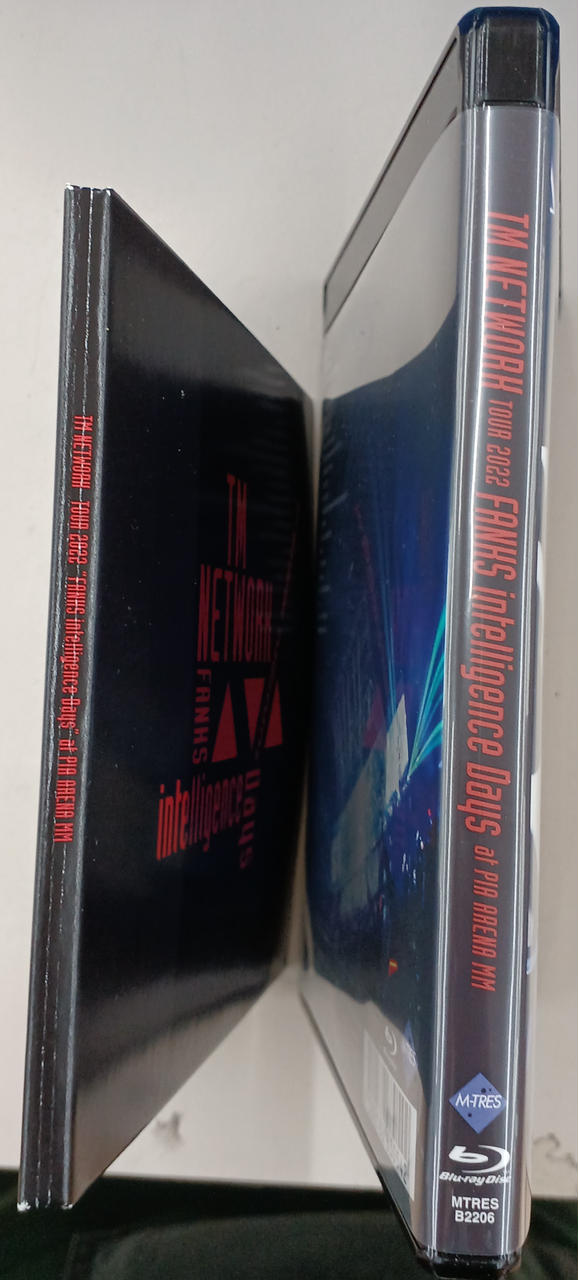 TM NETWORK TOUR 2022 "FANKS intelligence Days" at PIA ARENA MM
TM
NETWORK
FANKS
intelligence
Days
TM NETWORK TOUR 2022 FANKS intelligence Days at PIA ARENA MM
M-TRES
Blu-ray Disc
MTRES
B2206